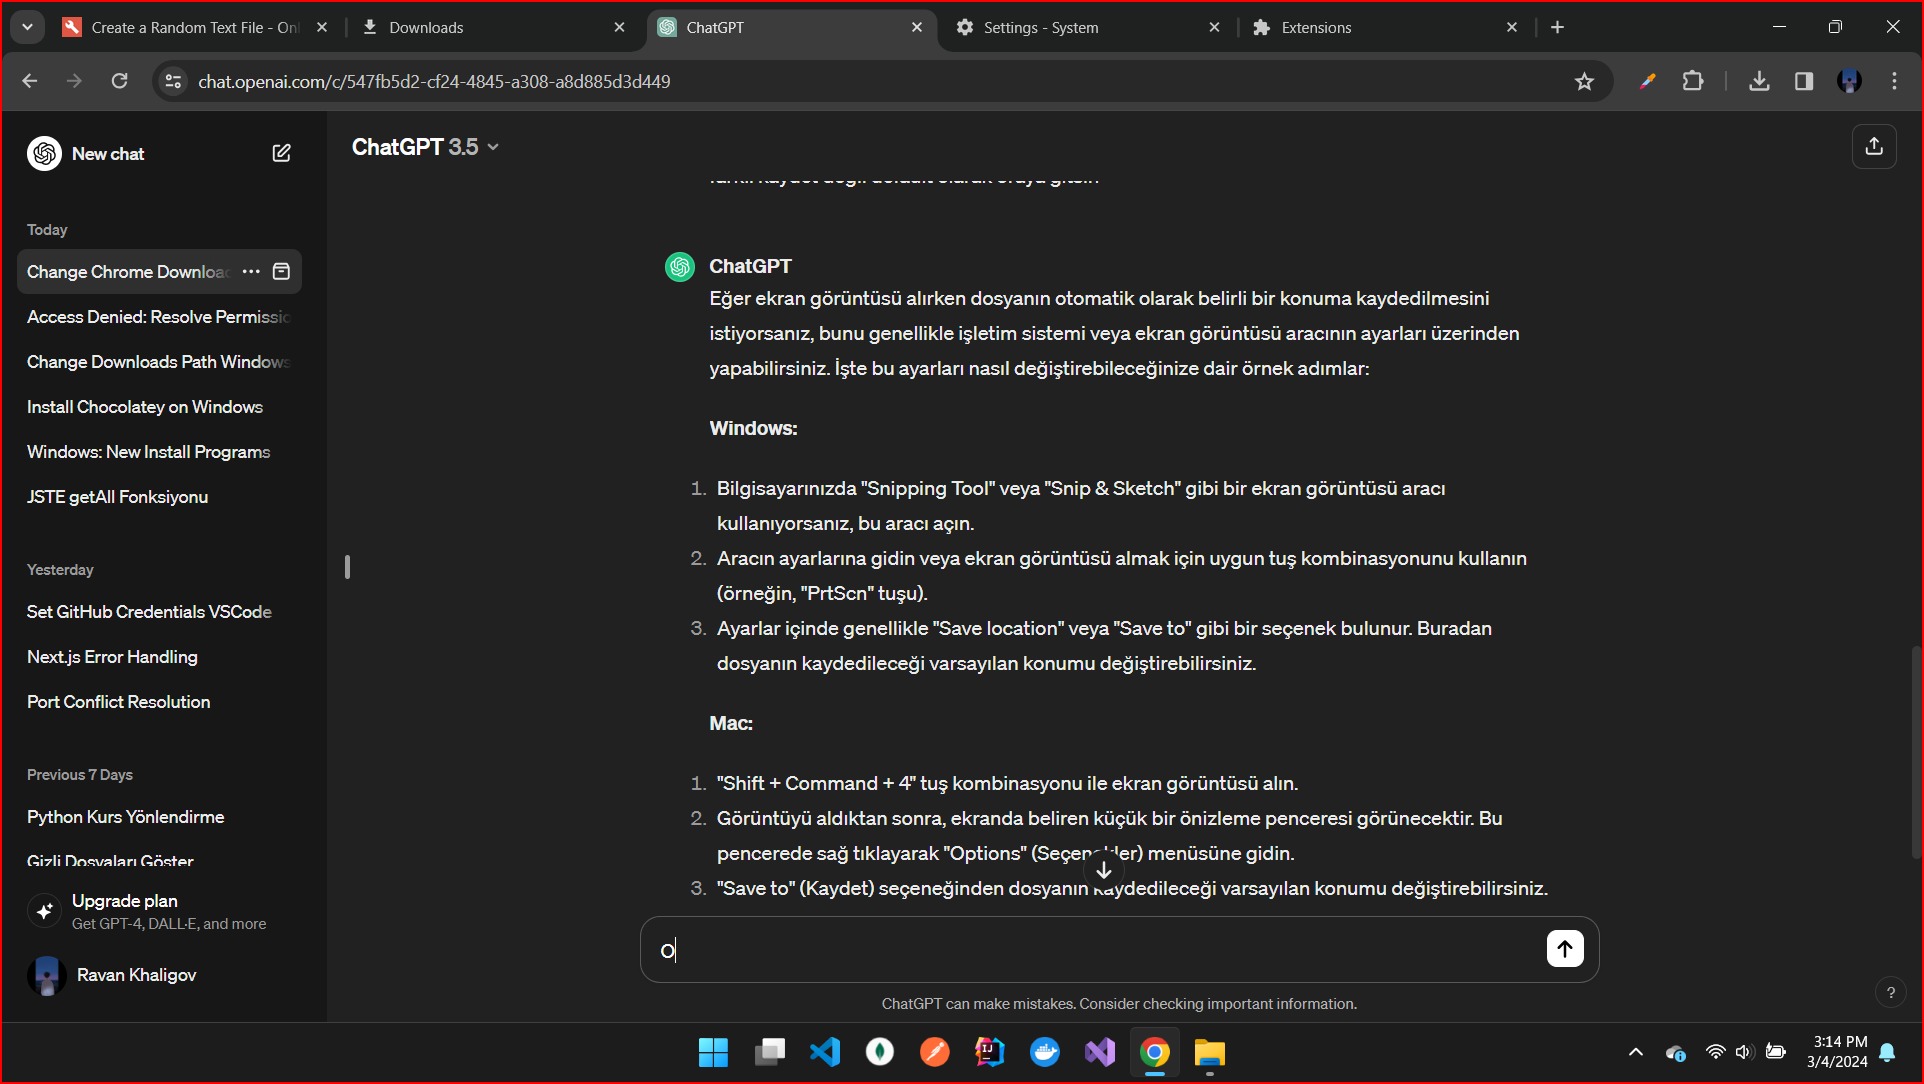 Create a Random Text File - Onl
Downloads
ChatGPT
Settings - System
Extensions
chat.openai.com/c/547fb5d2-cf24-4845-a308-a8d885d3d449
New chat
ChatGPT 3.5
Today
Change Chrome Downloa
Access Denied: Resolve Permissio
Change Downloads Path Windows
Install Chocolatey on Windows
Windows: New Install Programs
JSTE getAll Fonksiyonu
Yesterday
Set GitHub Credentials VSCode
Next.js Error Handling
Port Conflict Resolution
Previous 7 Days
Python Kurs Yönlendirme
Gizli Dosyaları Göster
Upgrade plan
Get GPT-4, DALL·E, and more
Ravan Khaligov
farklı kaydet değil default olarak oraya gitsin
ChatGPT
Eğer ekran görüntüsü alırken dosyanın otomatik olarak belirli bir konuma kaydedilmesini
istiyorsanız, bunu genellikle işletim sistemi veya ekran görüntüsü aracının ayarları üzerinden
yapabilirsiniz. İşte bu ayarları nasıl değiştirebileceğinize dair örnek adımlar:
Windows:
1. Bilgisayarınızda "Snipping Tool" veya "Snip & Sketch" gibi bir ekran görüntüsü aracı
kullanıyorsanız, bu aracı açın.
2. Aracın ayarlarına gidin veya ekran görüntüsü almak için uygun tuş kombinasyonunu kullanın
(örneğin, "PrtScn" tuşu).
3. Ayarlar içinde genellikle "Save location" veya "Save to" gibi bir seçenek bulunur. Buradan
dosyanın kaydedileceği varsayılan konumu değiştirebilirsiniz.
Mac:
1. "Shift + Command + 4" tuş kombinasyonu ile ekran görüntüsü alın.
2. Görüntüyü aldıktan sonra, ekranda beliren küçük bir önizleme penceresi görünecektir. Bu
pencerede sağ tıklayarak "Options" (Seçenekler) menüsüne gidin.
3. "Save to" (Kaydet) seçeneğinden dosyanın kaydedileceği varsayılan konumu değiştirebilirsiniz.
O
ChatGPT can make mistakes. Consider checking important information.
?
3:14 PM
3/4/2024